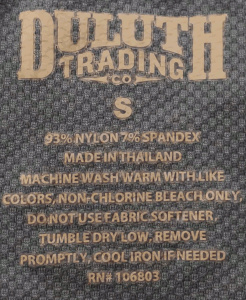 DULUTH
TRADING
CO
S
93% NYLON 7% SPANDEX
MADE IN THAILAND
MACHINE WASH WARM WITH LIKE
COLORS, NON-CHLORINE BLEACH ONLY,
DO NOT USE FABRIC SOFTENER,
TUMBLE DRY LOW, REMOVE
PROMPTLY, COOL IRON IF NEEDED
RN# 106803